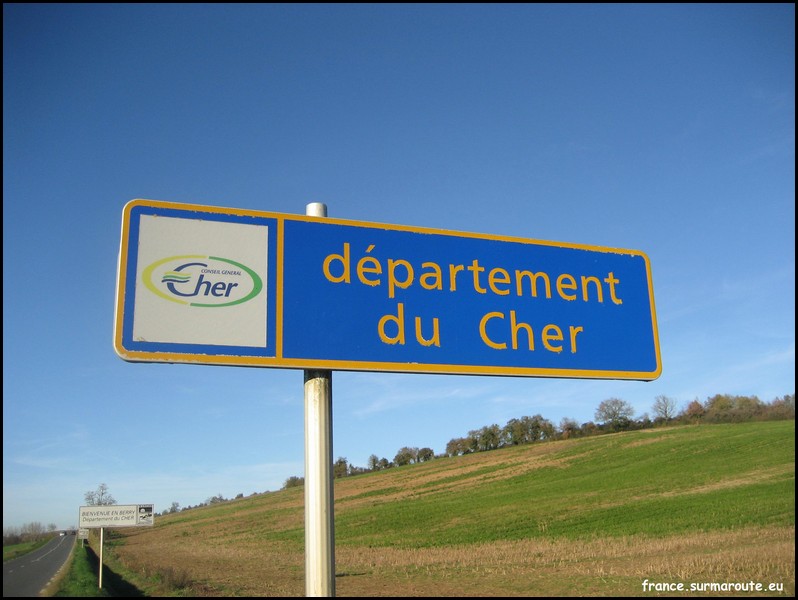 CONSEIL GENERAL
Cher
département
du Cher
BIENVENUE EN BERRY
Département du CHER
france.surmaroute.eu